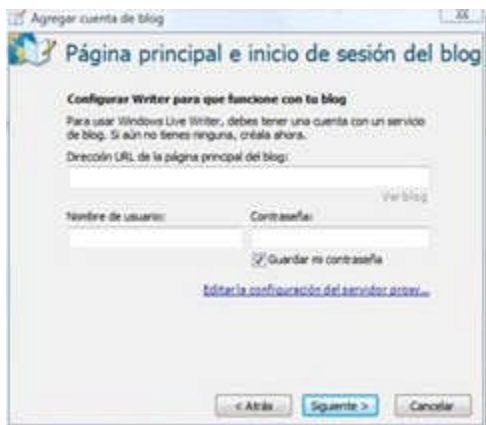 Agregar cuenta de blog
Página principal e inicio de sesión del blog
Configurar Writer para que funcione con tu blog
Para usar Windows Live Writer, debes tener una cuenta con un servicio
de blog. Si aún no tienes ninguna, créala ahora.
Dirección URL de la página principal del blog:
Ver blog
Nombre de usuario: Contraseña:
Guardar mi contraseña
Editar la configuración del servidor proxy...
< Atrás Siguiente > Cancelar